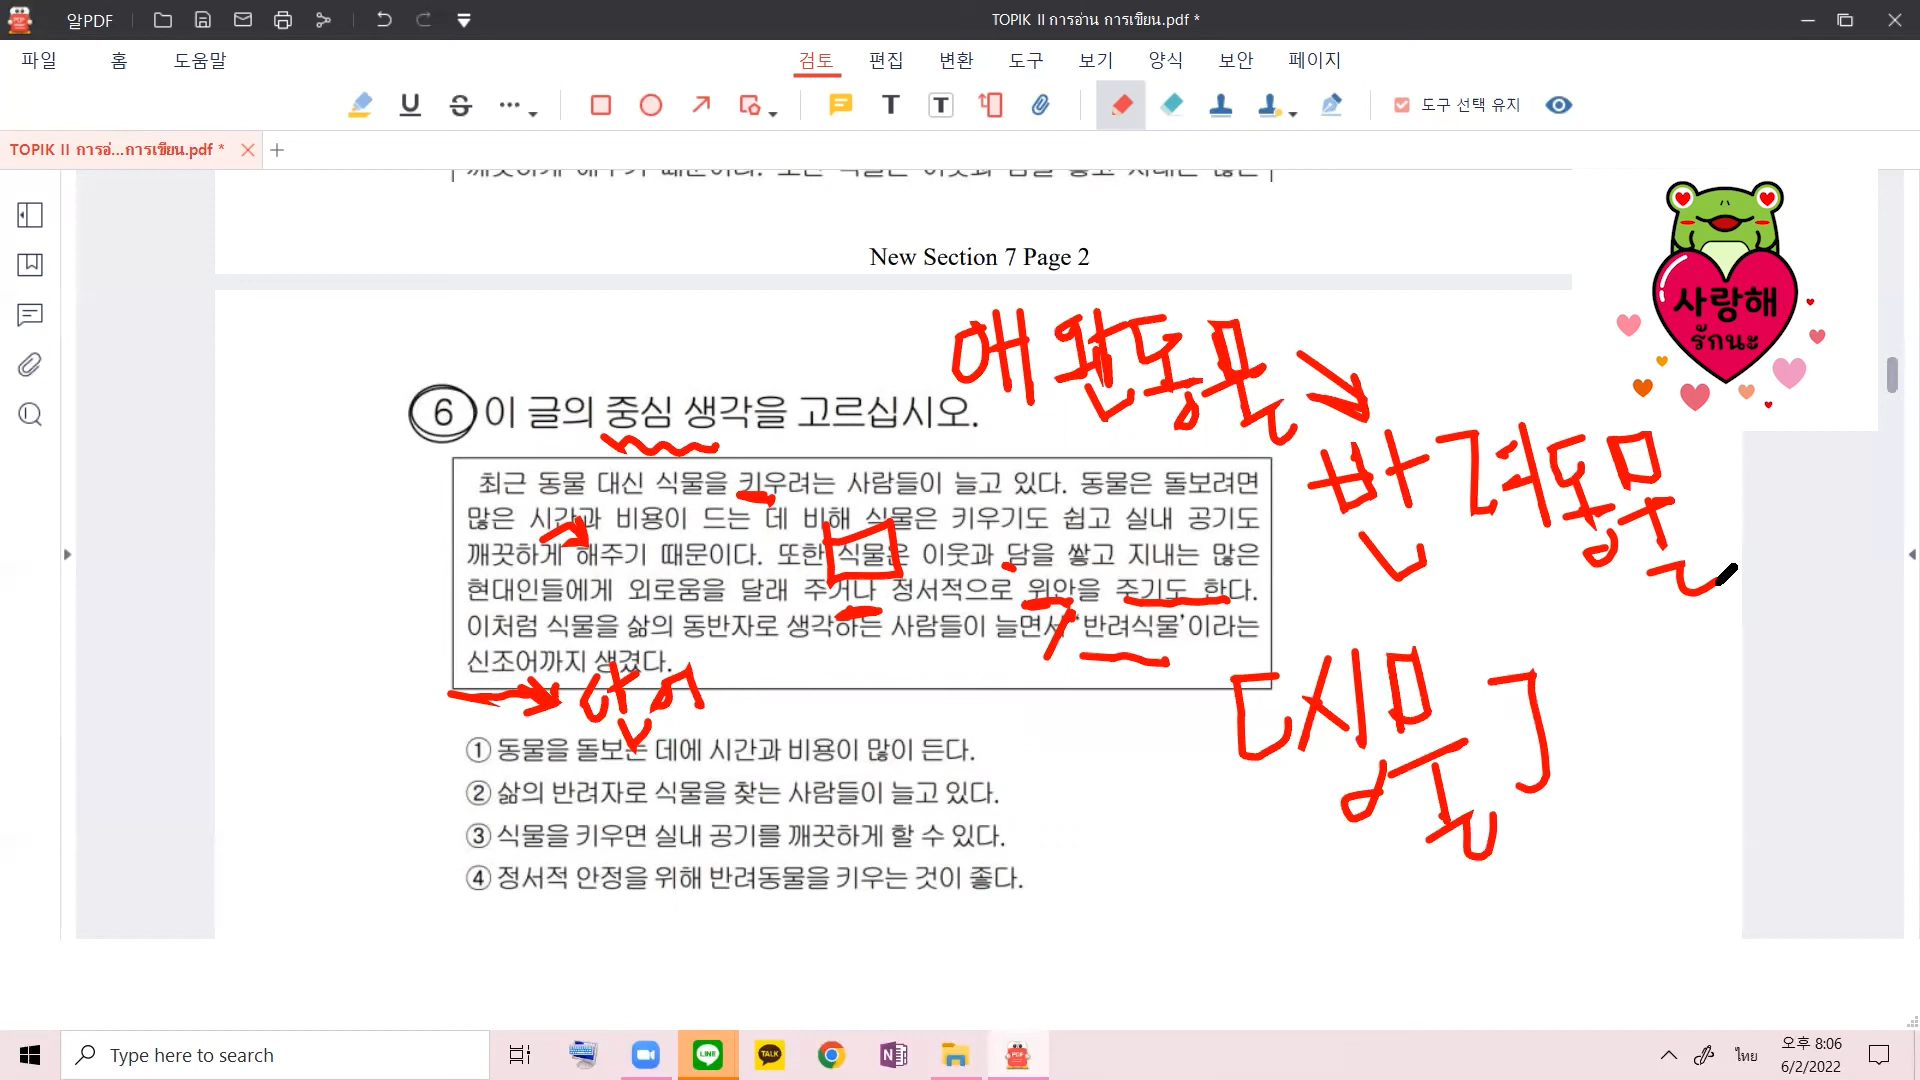 알PDF
TOPIK II การอ่าน การเขียน.pdf *
파일 홈 도움말 검토 편집 변환 도구 보기 양식 보안 페이지
도구 선택 유지
TOPIK II การอ่...การเขียน.pdf *
New Section 7 Page 2
사랑해
รักนะ
애완동물
반려동물
6 이 글의 중심 생각을 고르십시오.
최근 동물 대신 식물을 키우려는 사람들이 늘고 있다. 동물은 돌보려면
많은 시간과 비용이 드는 데 비해 식물은 키우기도 쉽고 실내 공기도
깨끗하게 해주기 때문이다. 또한 식물은 이웃과 담을 쌓고 지내는 많은
현대인들에게 외로움을 달래 주거나 정서적으로 위안을 주기도 한다.
이처럼 식물을 삶의 동반자로 생각하는 사람들이 늘면서 ‘반려식물’이라는
신조어까지 생겼다.
단어
[싱물]
① 동물을 돌보는 데에 시간과 비용이 많이 든다.
② 삶의 반려자로 식물을 찾는 사람들이 늘고 있다.
③ 식물을 키우면 실내 공기를 깨끗하게 할 수 있다.
④ 정서적 안정을 위해 반려동물을 키우는 것이 좋다.
Type here to search
LINE
TALK
PDF
ไทย
오후 8:06
6/2/2022